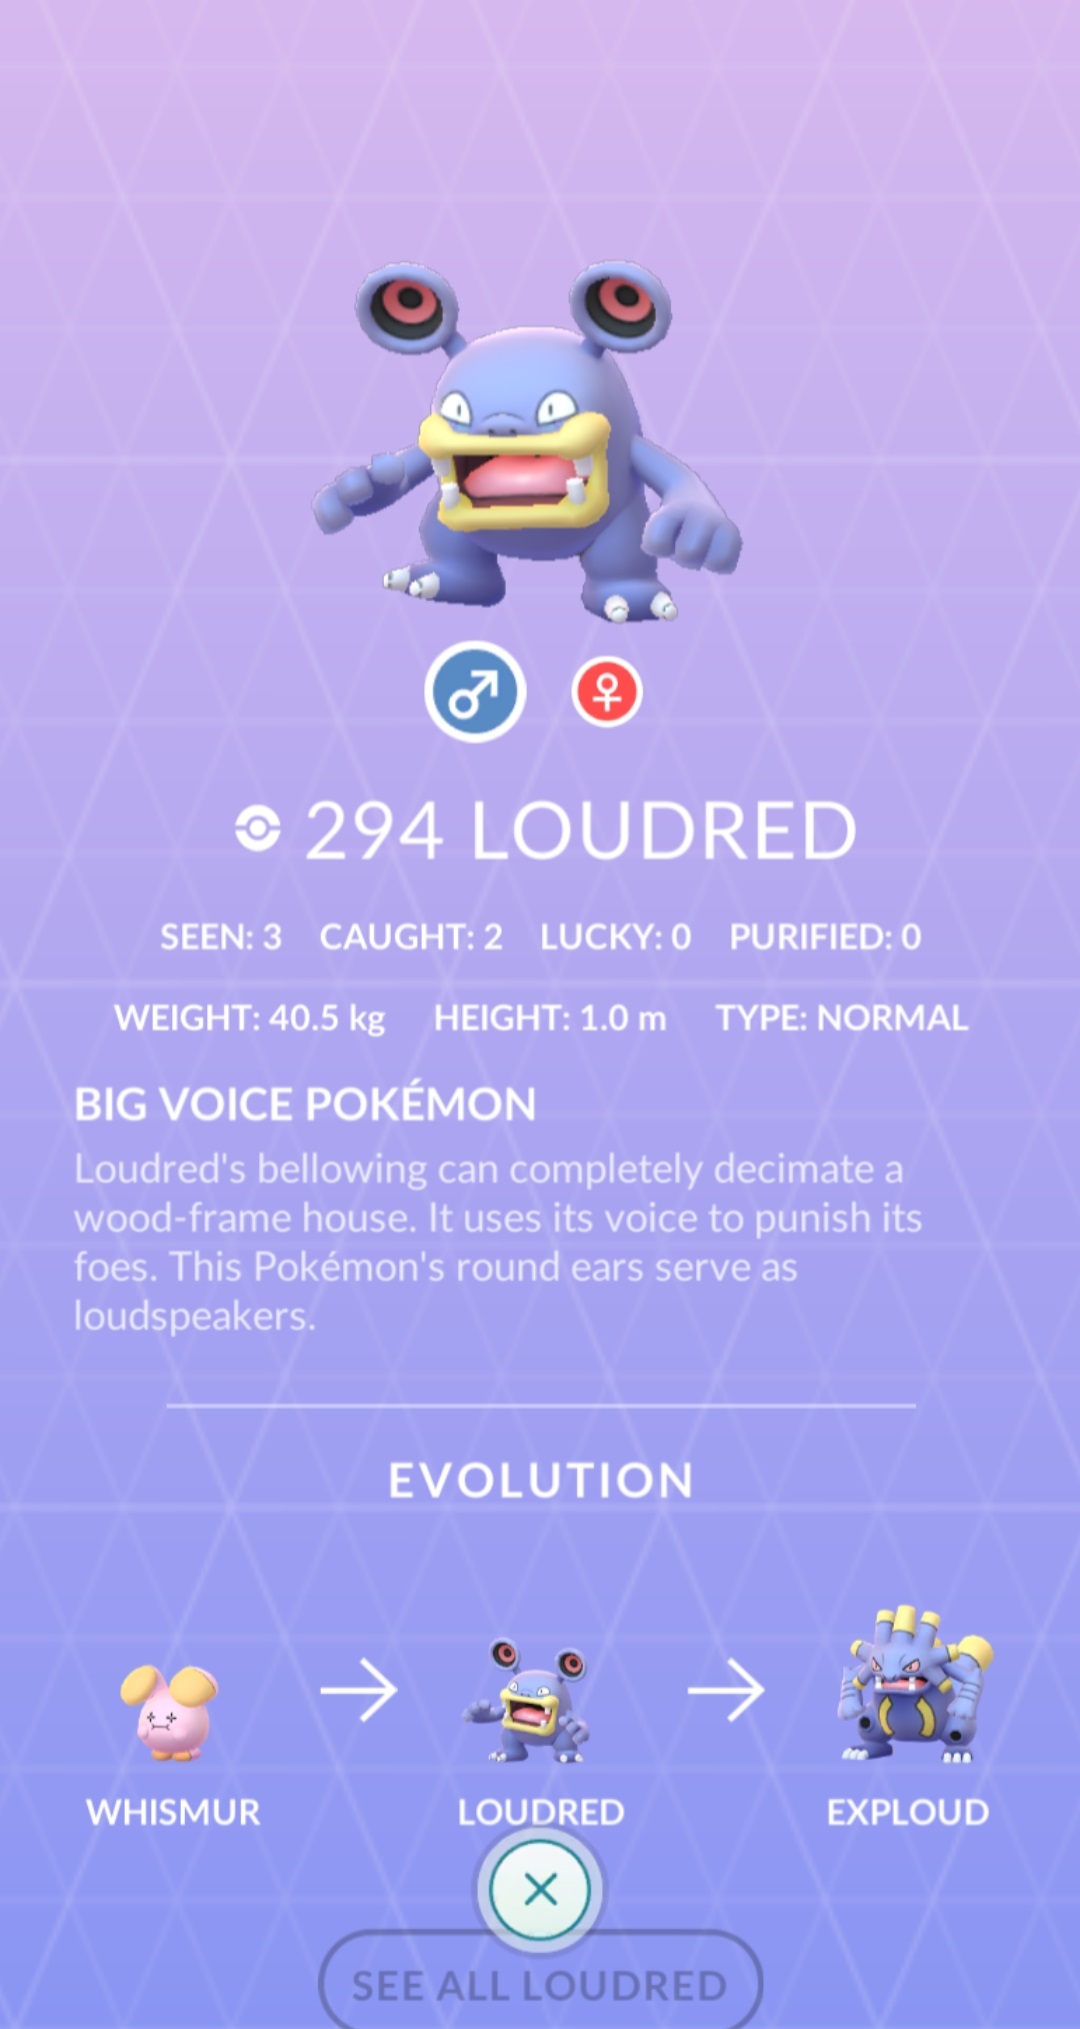 294 LOUDRED
SEEN: 3 CAUGHT: 2 LUCKY: 0 PURIFIED: 0
WEIGHT: 40.5 kg HEIGHT: 1.0 m TYPE: NORMAL
BIG VOICE POKÉMON
Loudred's bellowing can completely decimate a
wood-frame house. It uses its voice to punish its
foes. This Pokémon's round ears serve as
loudspeakers.
EVOLUTION
WHISMUR LOUDRED EXPLOUD
SEE ALL LOUDRED